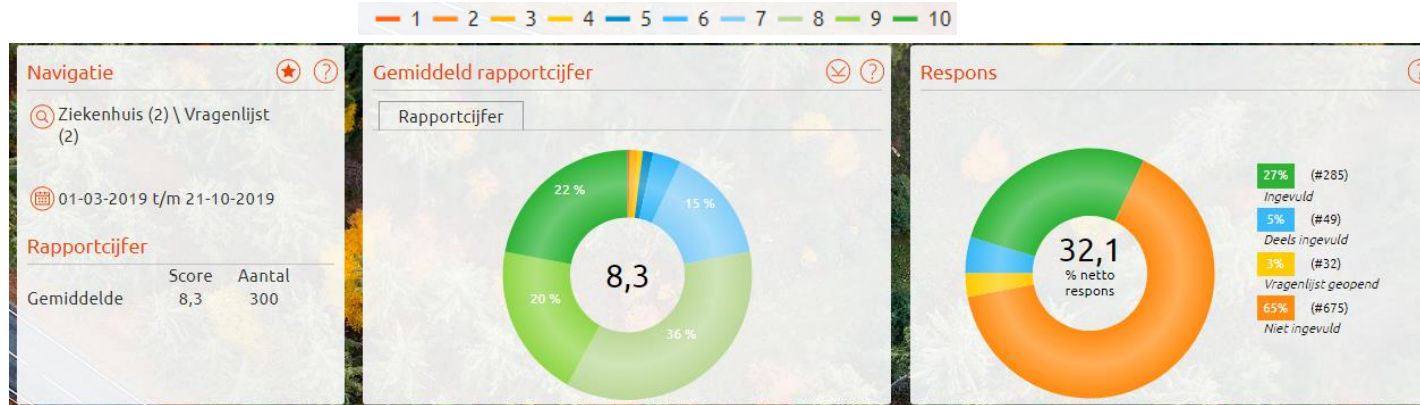 1 2 3 4 5 6 7 8 9 10
Navigatie
Ziekenhuis (2) \ Vragenlijst
(2)
01-03-2019 t/m 21-10-2019
Rapportcijfer
Score Aantal
Gemiddelde 8,3 300
Gemiddeld rapportcijfer
Rapportcijfer
22 %
15 %
8,3
20 %
36 %
Respons
32,1
% netto
respons
27% (#285)
Ingevuld
5% (#49)
Deels ingevuld
3% (#32)
Vragenlijst geopend
65% (#675)
Niet ingevuld